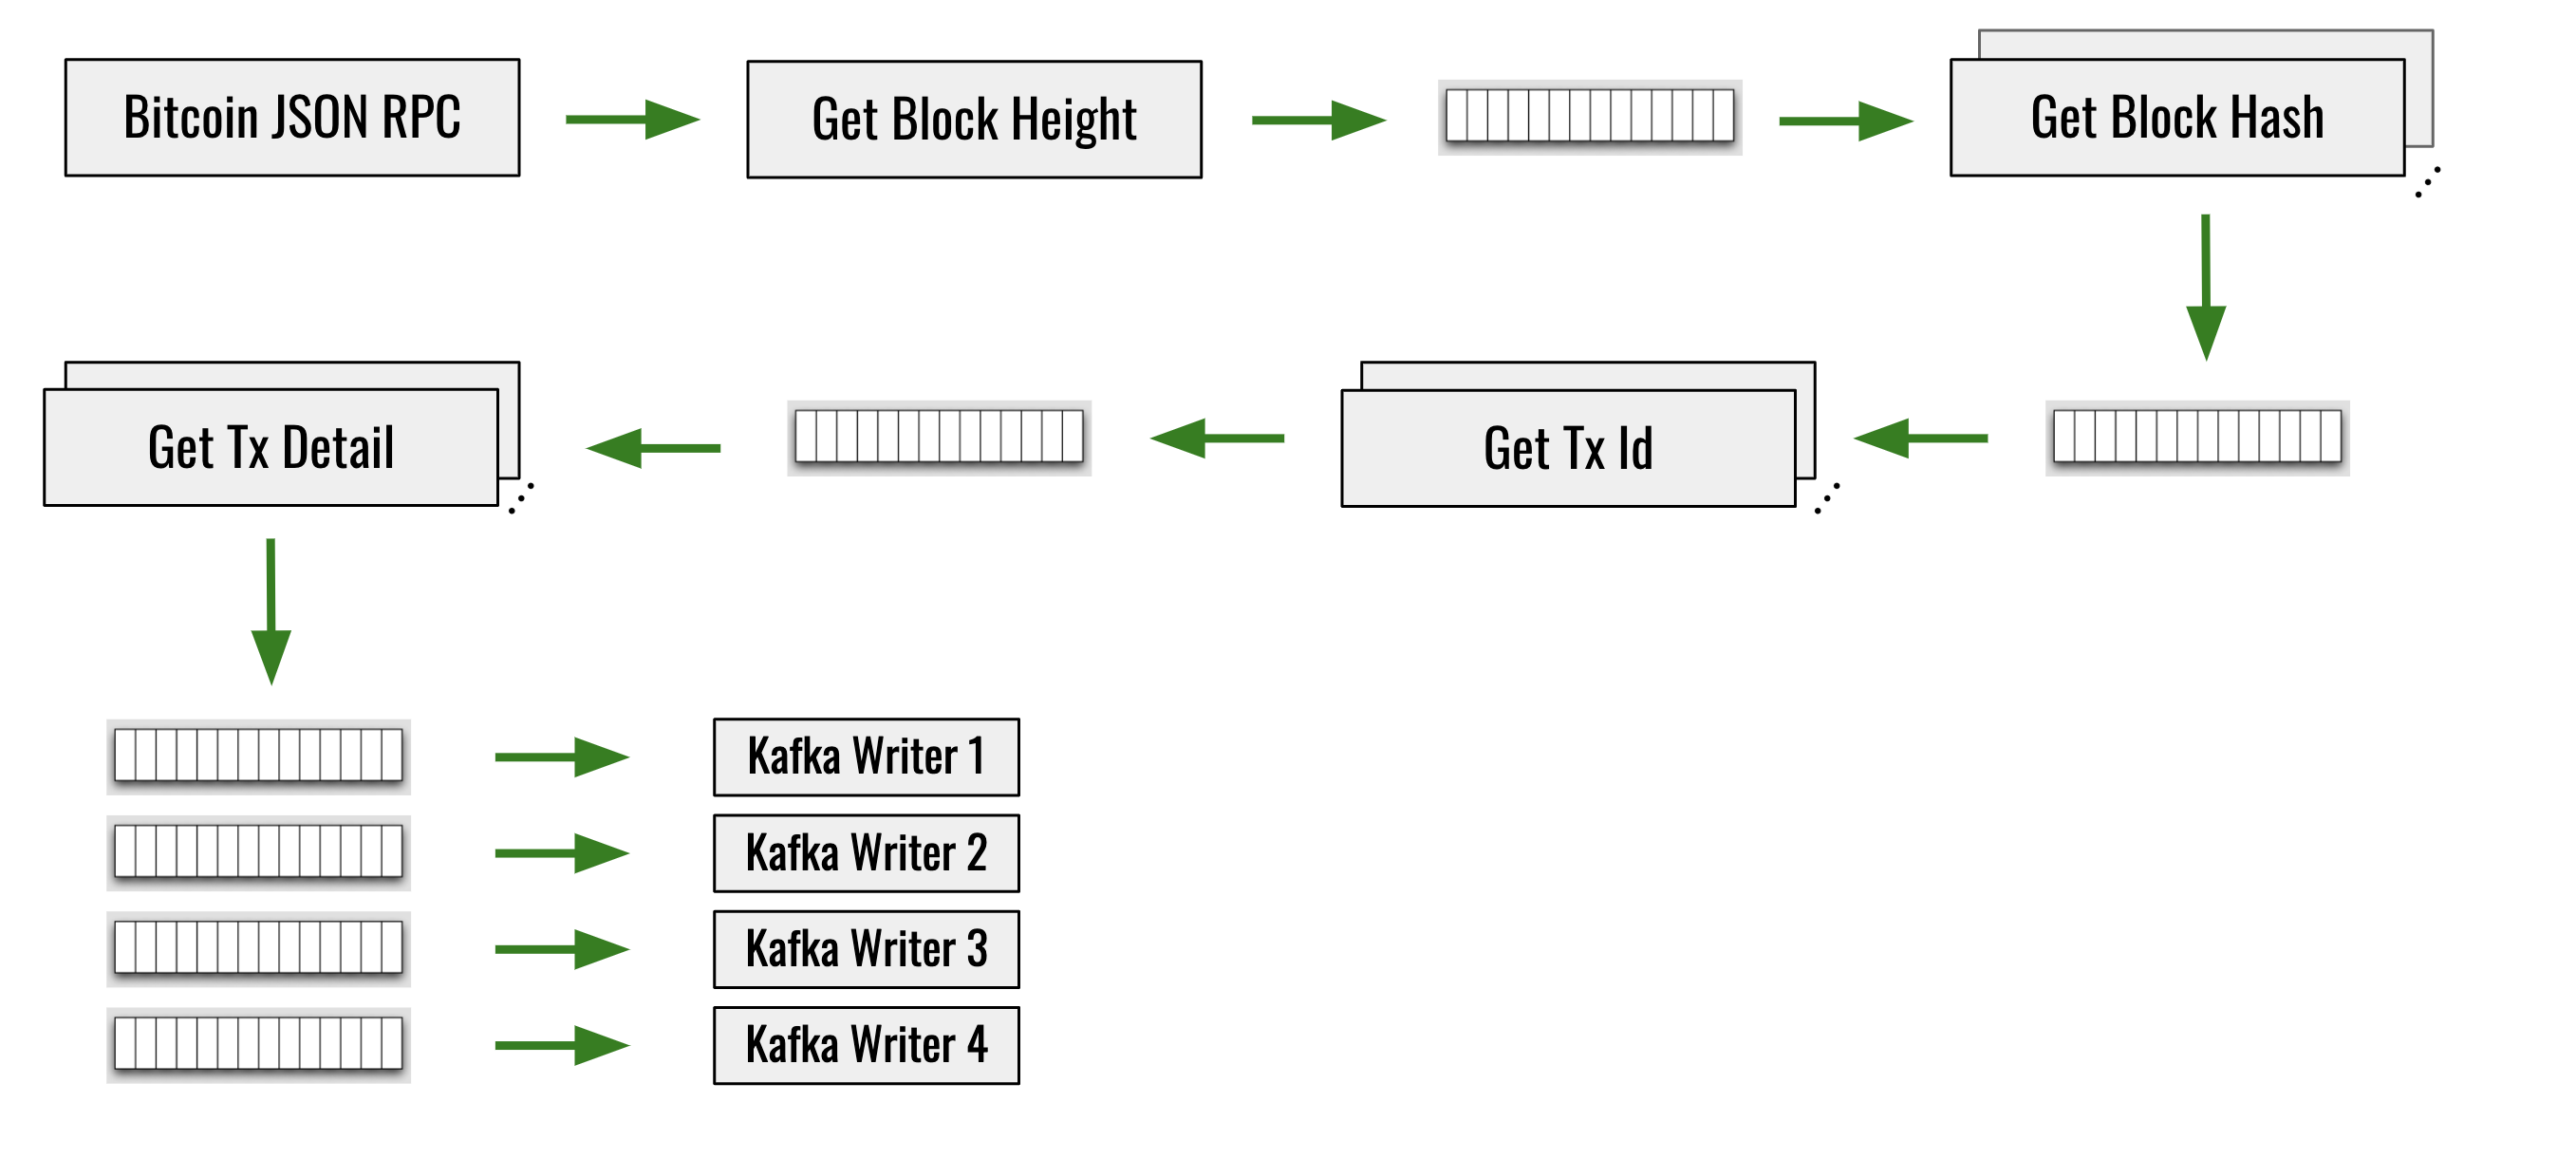 Bitcoin JSON RPC
Get Block Height
Get Block Hash
Get Tx Detail
Get Tx Id
Kafka Writer 1
Kafka Writer 2
Kafka Writer 3
Kafka Writer 4